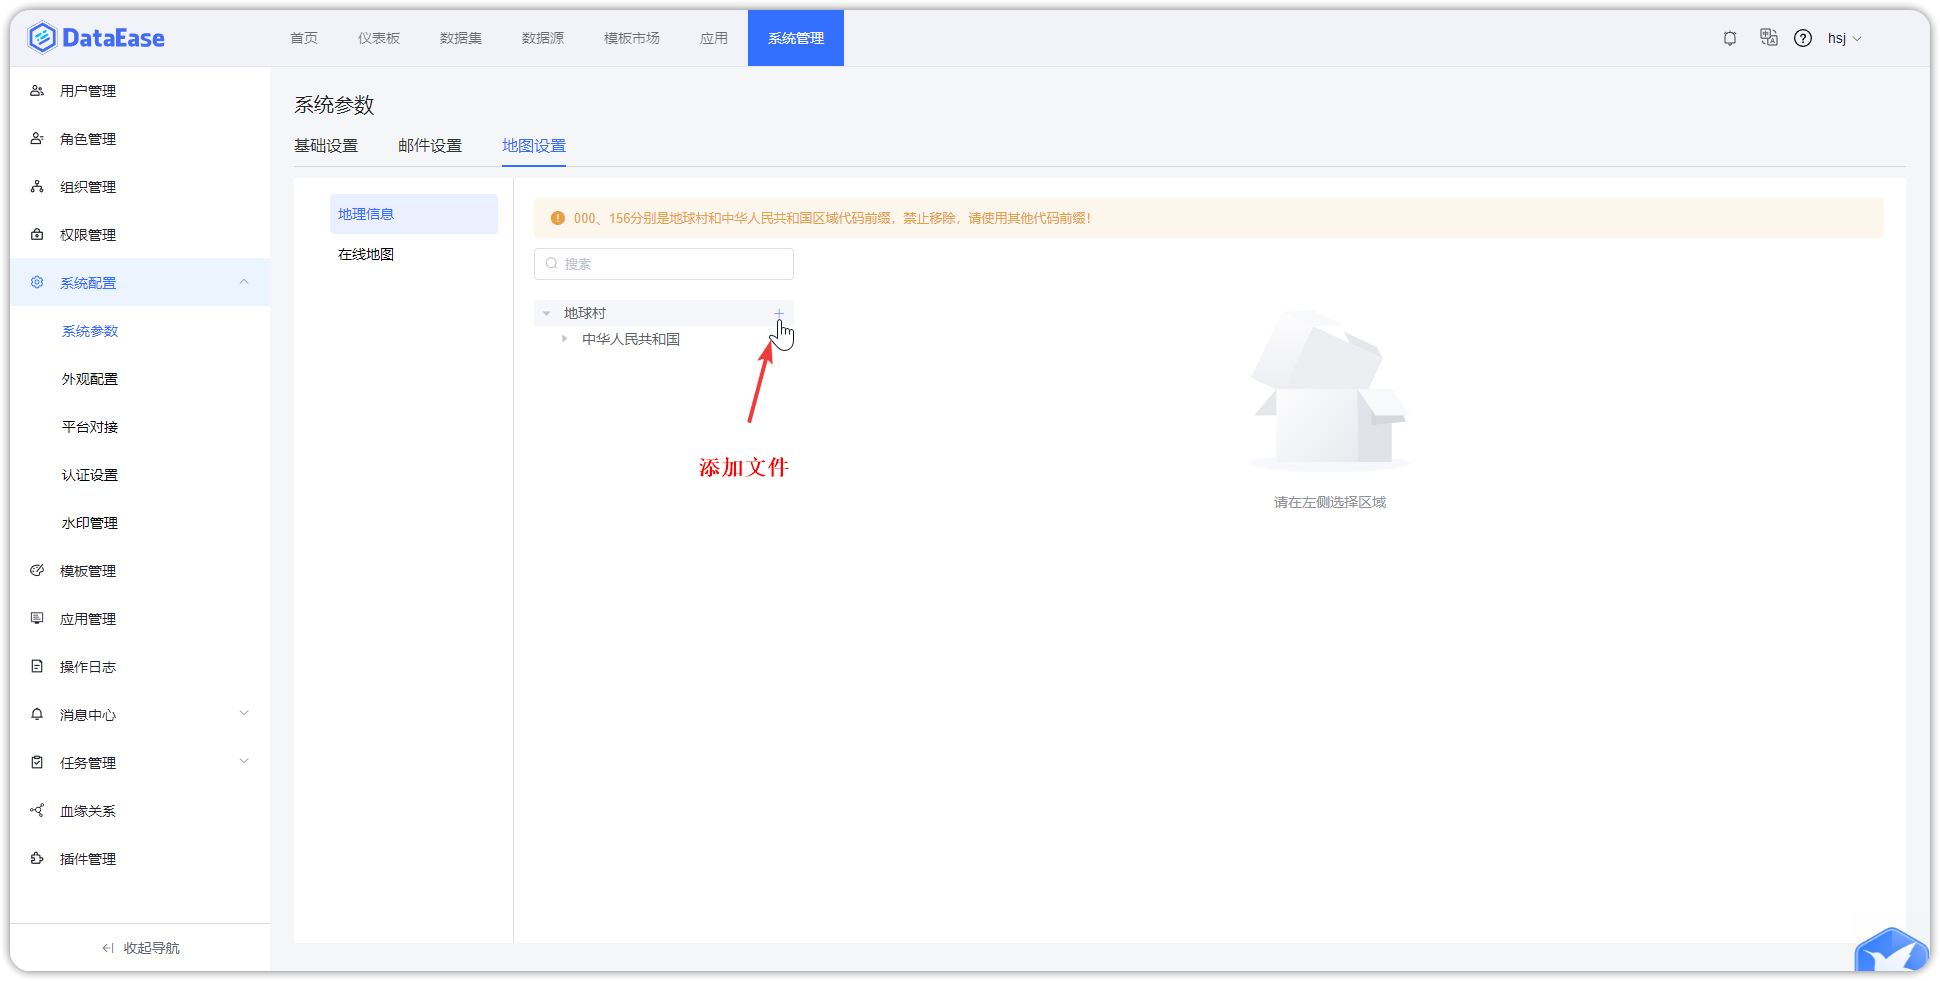 DataEase
首页
仪表板
数据集
数据源
模板市场
应用
系统管理
hsj
用户管理
角色管理
组织管理
权限管理
系统配置
系统参数
外观配置
平台对接
认证设置
水印管理
模板管理
应用管理
操作日志
消息中心
任务管理
血缘关系
插件管理
收起导航
系统参数
基础设置
邮件设置
地图设置
地理信息
在线地图
000、156分别是地球村和中华人民共和国区域代码前缀，禁止移除，请使用其他代码前缀！
搜索
地球村
中华人民共和国
添加文件
请在左侧选择区域